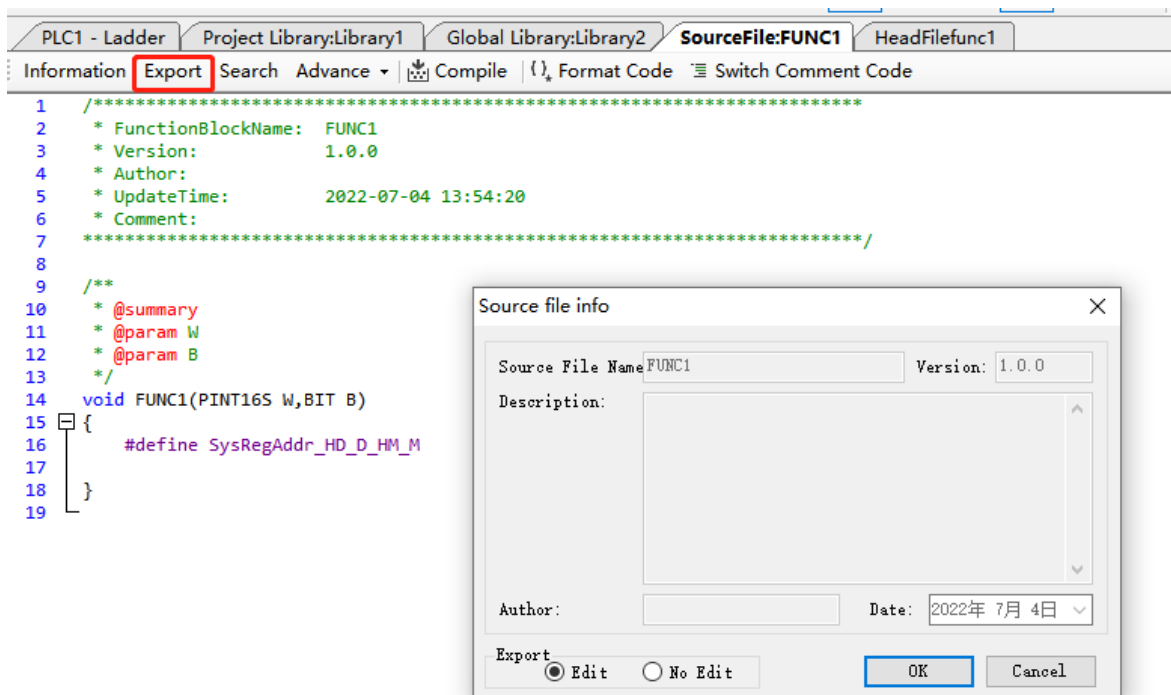 PLC1 - Ladder Project Library:Library1 Global Library:Library2 SourceFile:FUNC1 HeadFilefunc1
Information Export Search Advance Compile Format Code Switch Comment Code
1 /*************************************************************************
2 * FunctionBlockName: FUNC1
3 * Version: 1.0.0
4 * Author:
5 * UpdateTime: 2022-07-04 13:54:20
6 * Comment:
7 **************************************************************************/
8
9 /**
10 * @summary
11 * @param W
12 * @param B
13 */
14 void FUNC1(PINT16S W,BIT B)
15 {
16 #define SysRegAddr_HD_D_HM_M
17
18 }
19
Source file info
Source File Name FUNC1 Version: 1.0.0
Description:
Author: Date: 2022年 7月 4日
Export
Edit No Edit OK Cancel